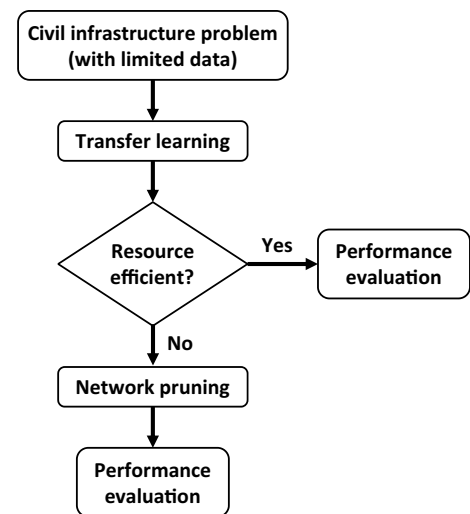 Civil infrastructure problem
(with limited data)
Transfer learning
Resource
efficient?
Yes
Performance
evaluation
No
Network pruning
Performance
evaluation